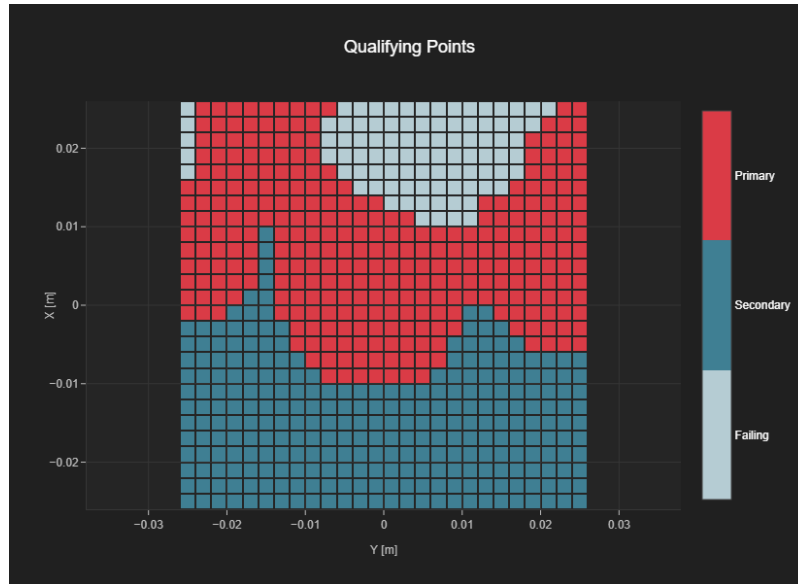 Qualifying Points
0.02
0.01
0
−0.01
−0.02
X [m]
−0.03
−0.02
−0.01
0
0.01
0.02
0.03
Y [m]
Primary
Secondary
Failing